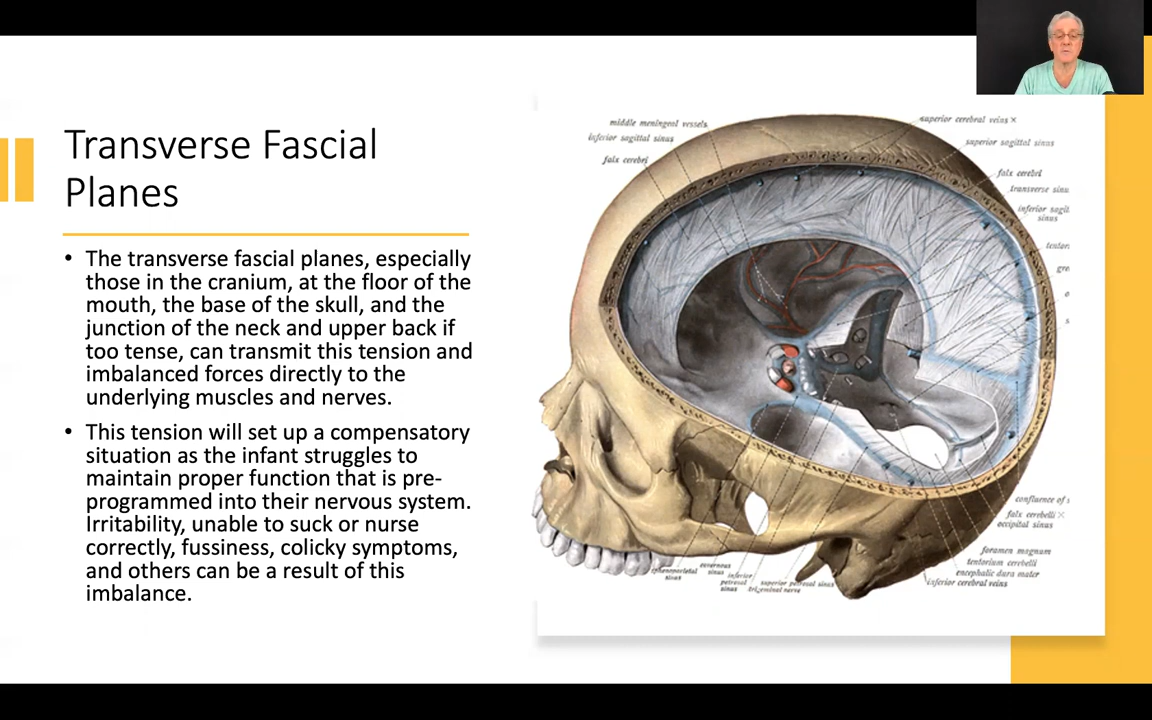 Transverse Fascial
Planes
• The transverse fascial planes, especially
those in the cranium, at the floor of the
mouth, the base of the skull, and the
junction of the neck and upper back if
too tense, can transmit this tension and
imbalanced forces directly to the
underlying muscles and nerves.
• This tension will set up a compensatory
situation as the infant struggles to
maintain proper function that is pre-
programmed into their nervous system.
Irritability, unable to suck or nurse
correctly, fussiness, colicky symptoms,
and others can be a result of this
imbalance.
middle meningeal vessels
inferior sagittal sinus
falx cerebri
superior cerebral veins ×
superior sagittal sinus
falx cerebri
transverse sinu
inferior sagit
sinus
tenton
gre
o
s
confluence of s
falx cerebelli ×
occipital sinus
foramen magnum
tentorium cerebelli
encephalic dura mater
inferior cerebral veins
sphenoparietal
sinus
cavernous
sinus
inferior
petrosal
sinus
superior petrosal sinus
trigeminal nerve